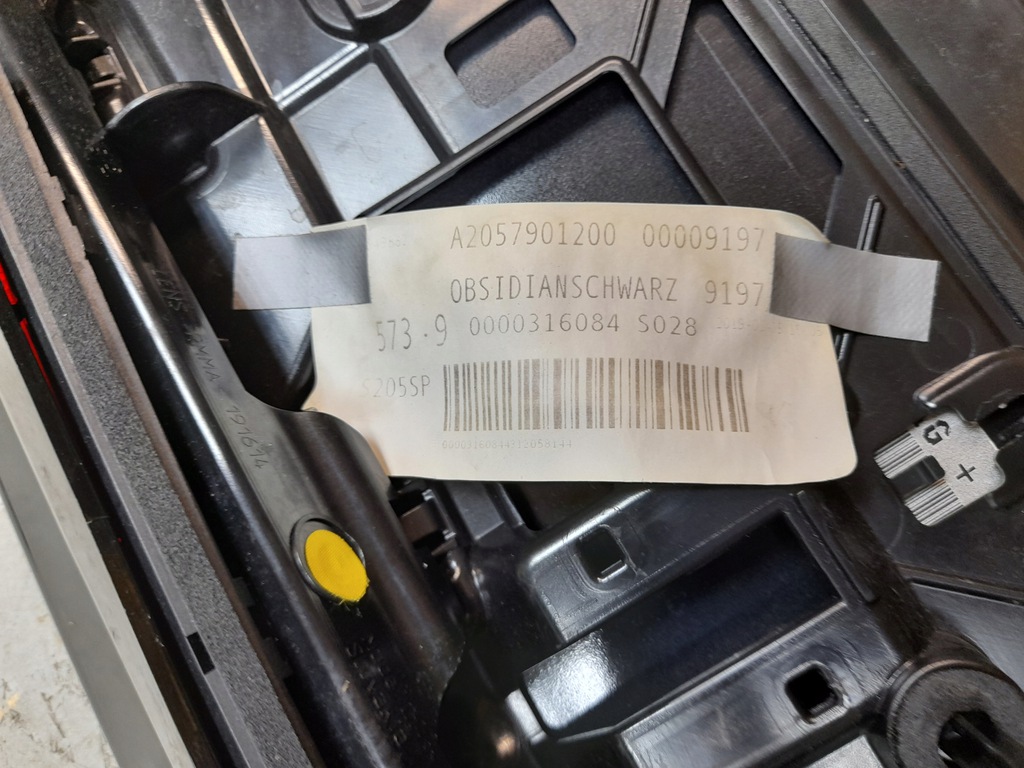 A2057901200 00009197
OBSIDIANSCHWARZ 9197
573.9 0000316084 S028
S205SP
G +